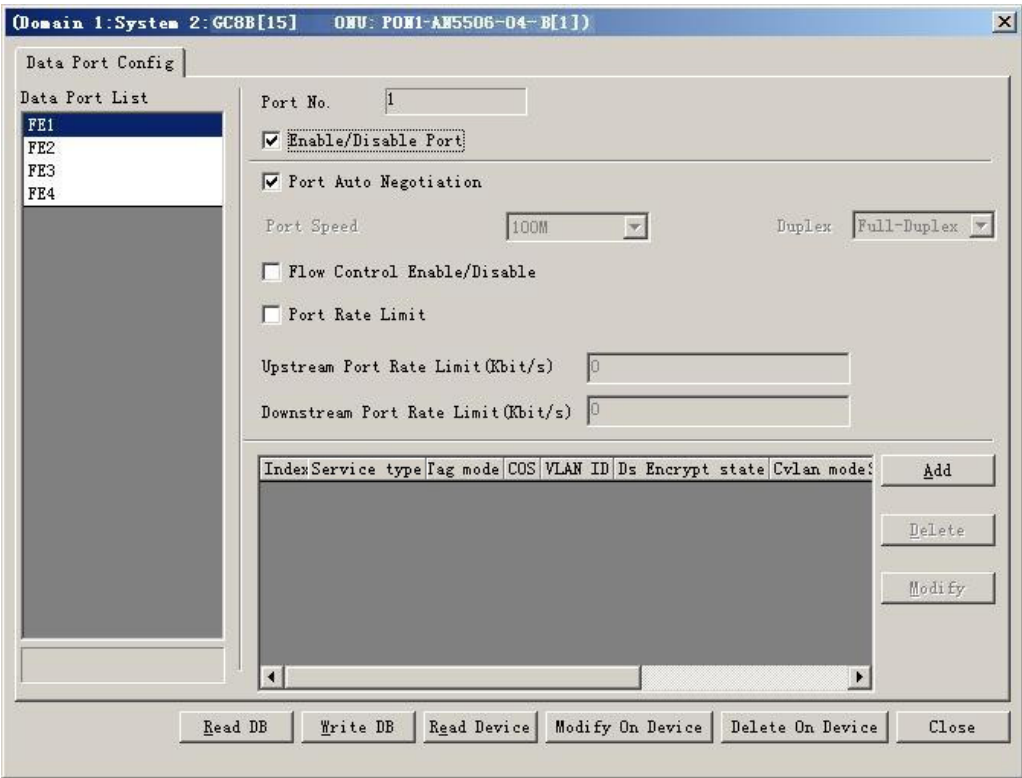 (Domain 1:System 2:GC8B[15] ONU: PON1-AN5506-04-B[1])
Data Port Config
Data Port List
FE1
FE2
FE3
FE4
Port No. 1
Enable/Disable Port
Port Auto Negotiation
Port Speed 100M Duplex Full-Duplex
Flow Control Enable/Disable
Port Rate Limit
Upstream Port Rate Limit(Kbit/s) 0
Downstream Port Rate Limit(Kbit/s) 0
Index Service type Tag mode COS VLAN ID Ds Encrypt state Cvlan mode
Add
Delete
Modify
Read DB Write DB Read Device Modify On Device Delete On Device Close